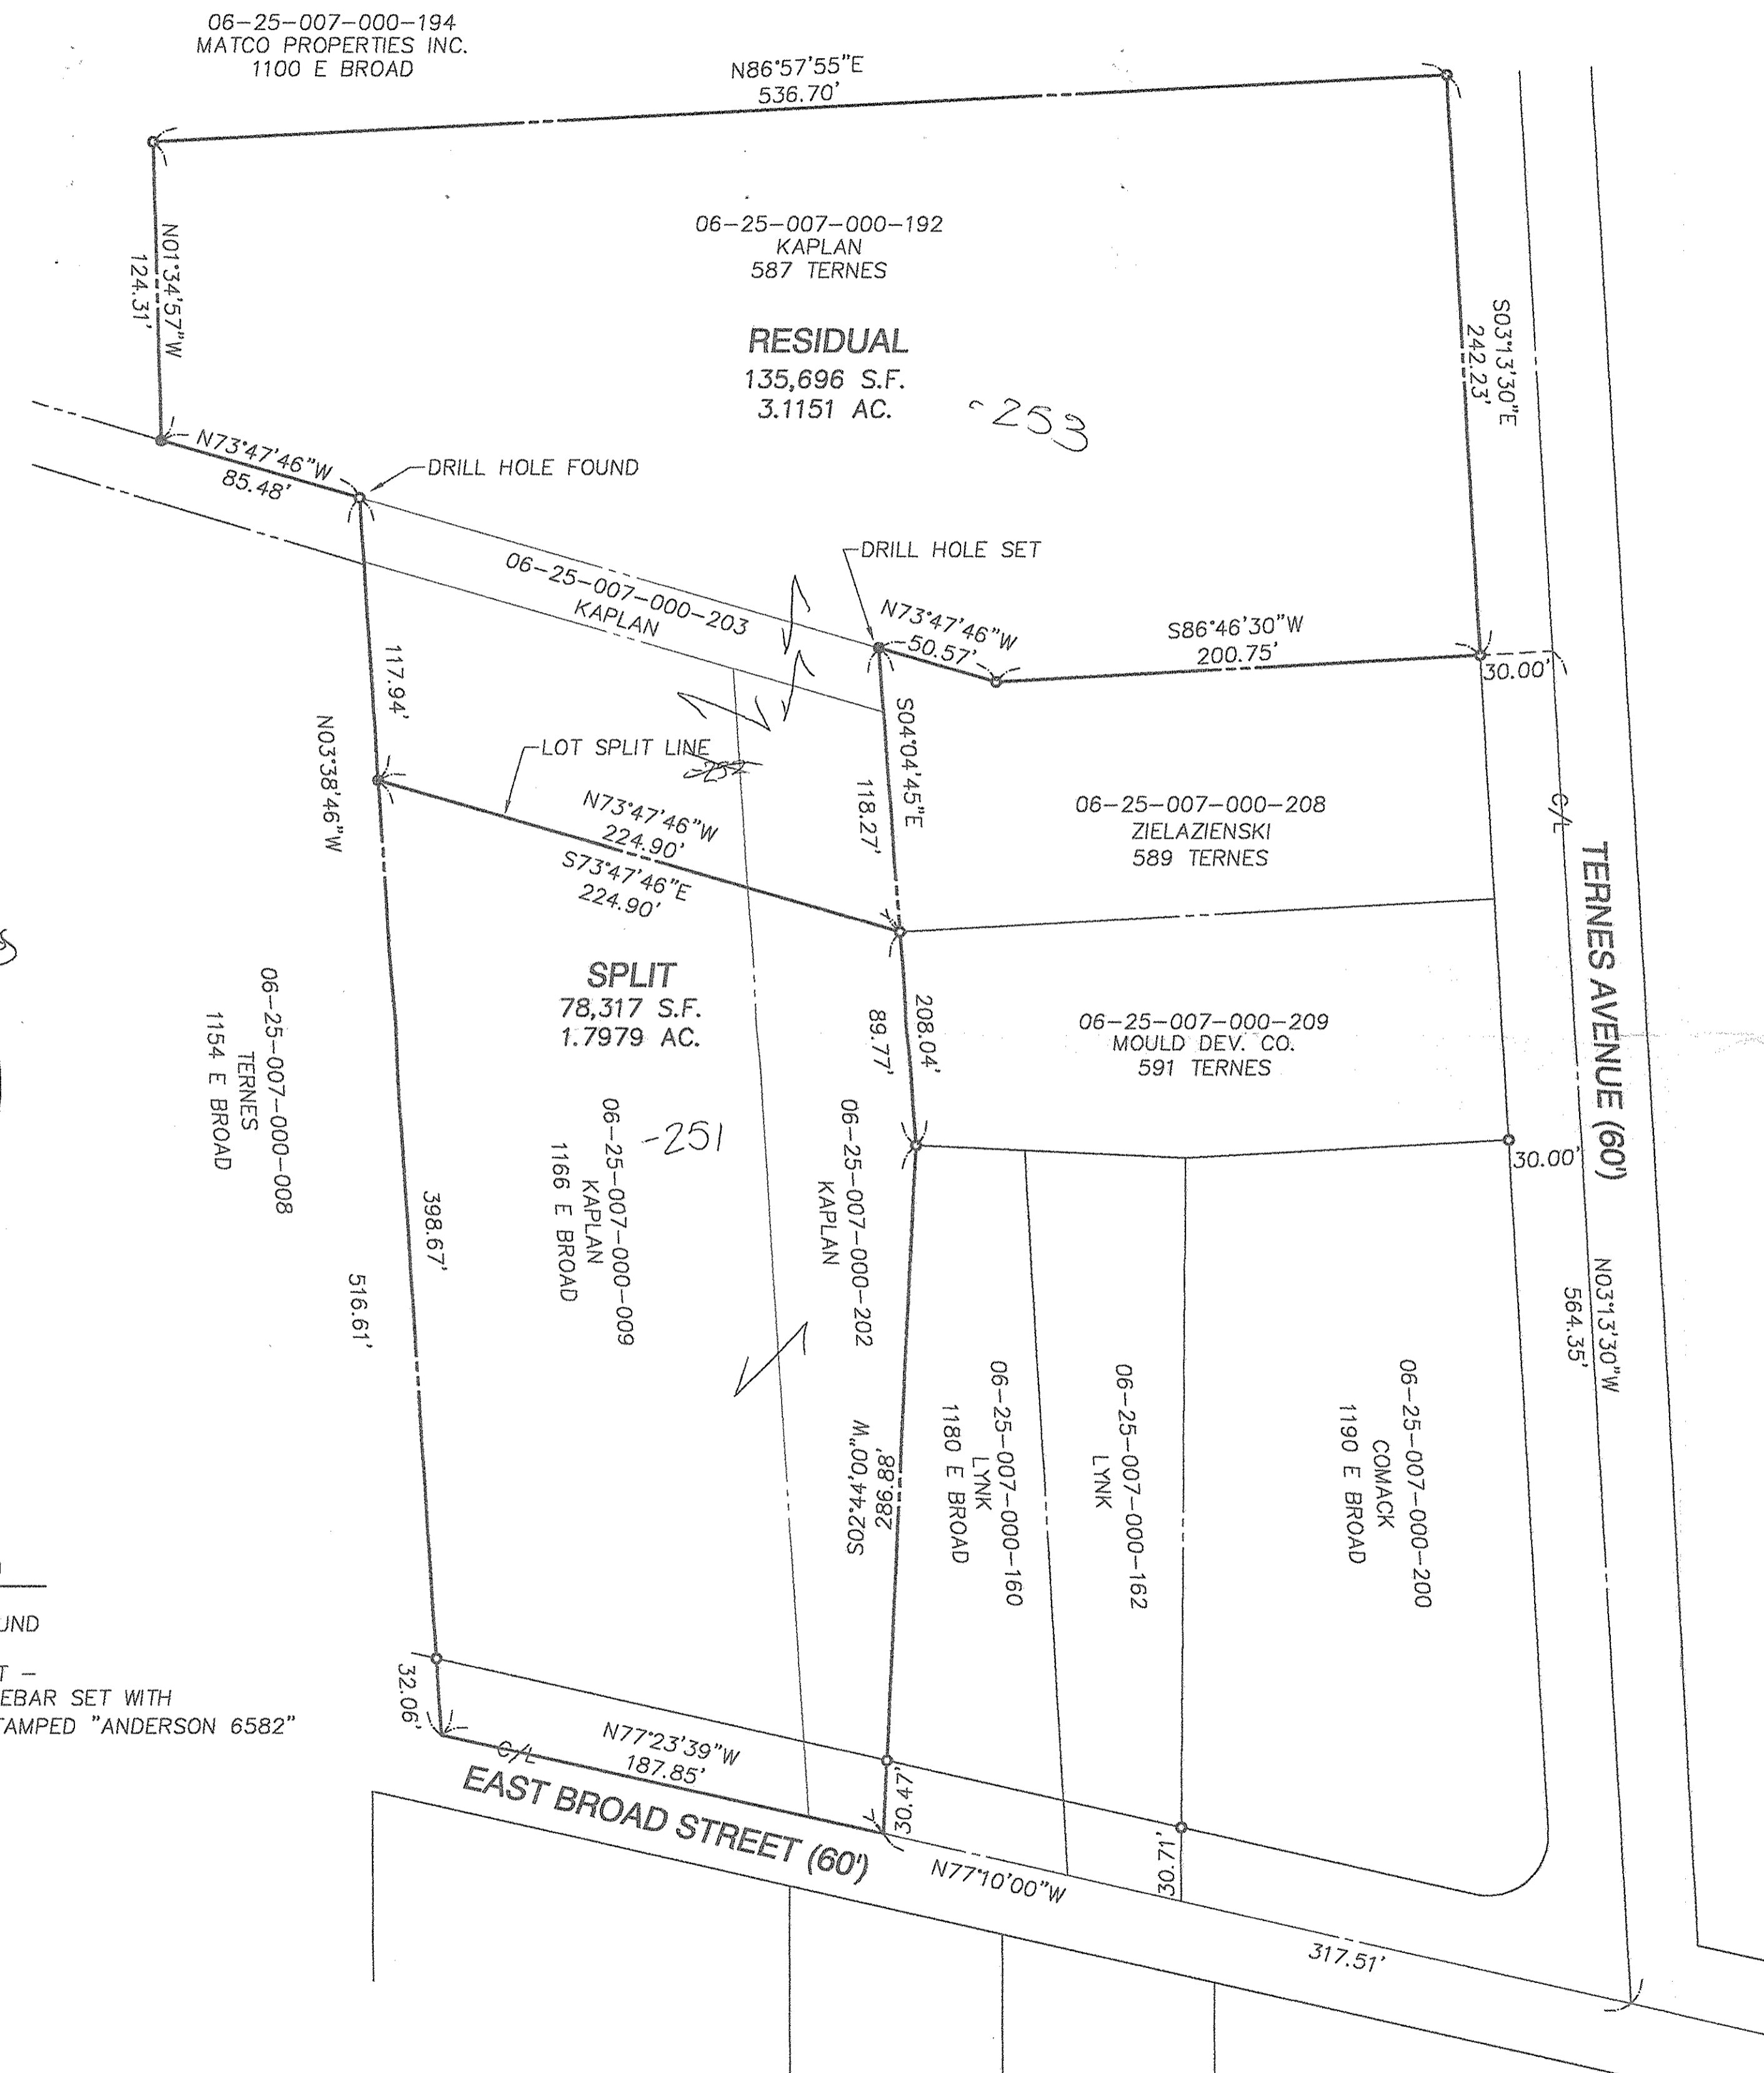 06-25-007-000-194
MATCO PROPERTIES INC.
1100 E BROAD
N86°57'55"E
536.70'
N01°34'57"W
124.31'
06-25-007-000-192
KAPLAN
587 TERNES
RESIDUAL
135,696 S.F.
3.1151 AC.
-253
S03°13'30"E
242.23'
N73°47'46"W
85.48'
DRILL HOLE FOUND
06-25-007-000-203
KAPLAN
DRILL HOLE SET
N73°47'46"W
50.57'
S86°46'30"W
200.75'
30.00'
117.94'
N03°38'46"W
LOT SPLIT LINE
-252
N73°47'46"W
224.90'
S73°47'46"E
224.90'
S04°04'45"E
118.27'
06-25-007-000-208
ZIELAZIENSKI
589 TERNES
C/L
TERNES AVENUE (60')
N03°13'30"W
564.35'
SPLIT
78,317 S.F.
1.7979 AC.
208.04'
89.77'
06-25-007-000-209
MOULD DEV. CO.
591 TERNES
30.00'
06-25-007-000-008
TERNES
1154 E BROAD
06-25-007-000-009
KAPLAN
1166 E BROAD
-251
06-25-007-000-202
KAPLAN
398.67'
516.61'
286.88'
S02°44'00"W
06-25-007-000-160
LYNK
1180 E BROAD
06-25-007-000-162
LYNK
06-25-007-000-200
COMACK
1190 E BROAD
UND
T -
EBAR SET WITH
TAMPED "ANDERSON 6582"
32.06'
N77°23'39"W
187.85'
C/L
EAST BROAD STREET (60')
30.47'
N77°10'00"W
30.71'
317.51'